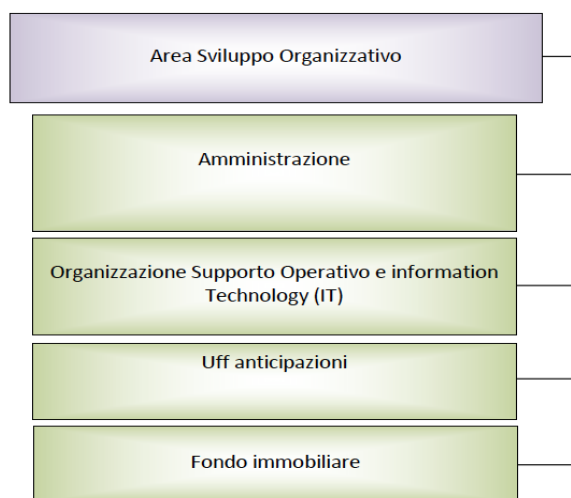 Area Sviluppo Organizzativo
Amministrazione
Organizzazione Supporto Operativo e information
Technology (IT)
Uff anticipazioni
Fondo immobiliare